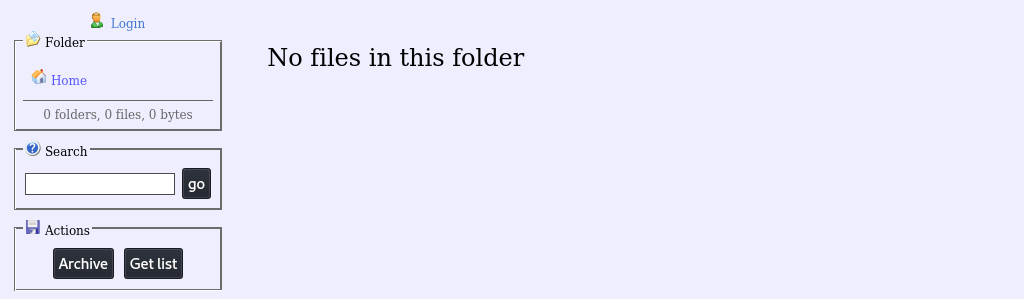 Login
Folder
Home
0 folders, 0 files, 0 bytes
Search
go
Actions
Archive Get list
No files in this folder